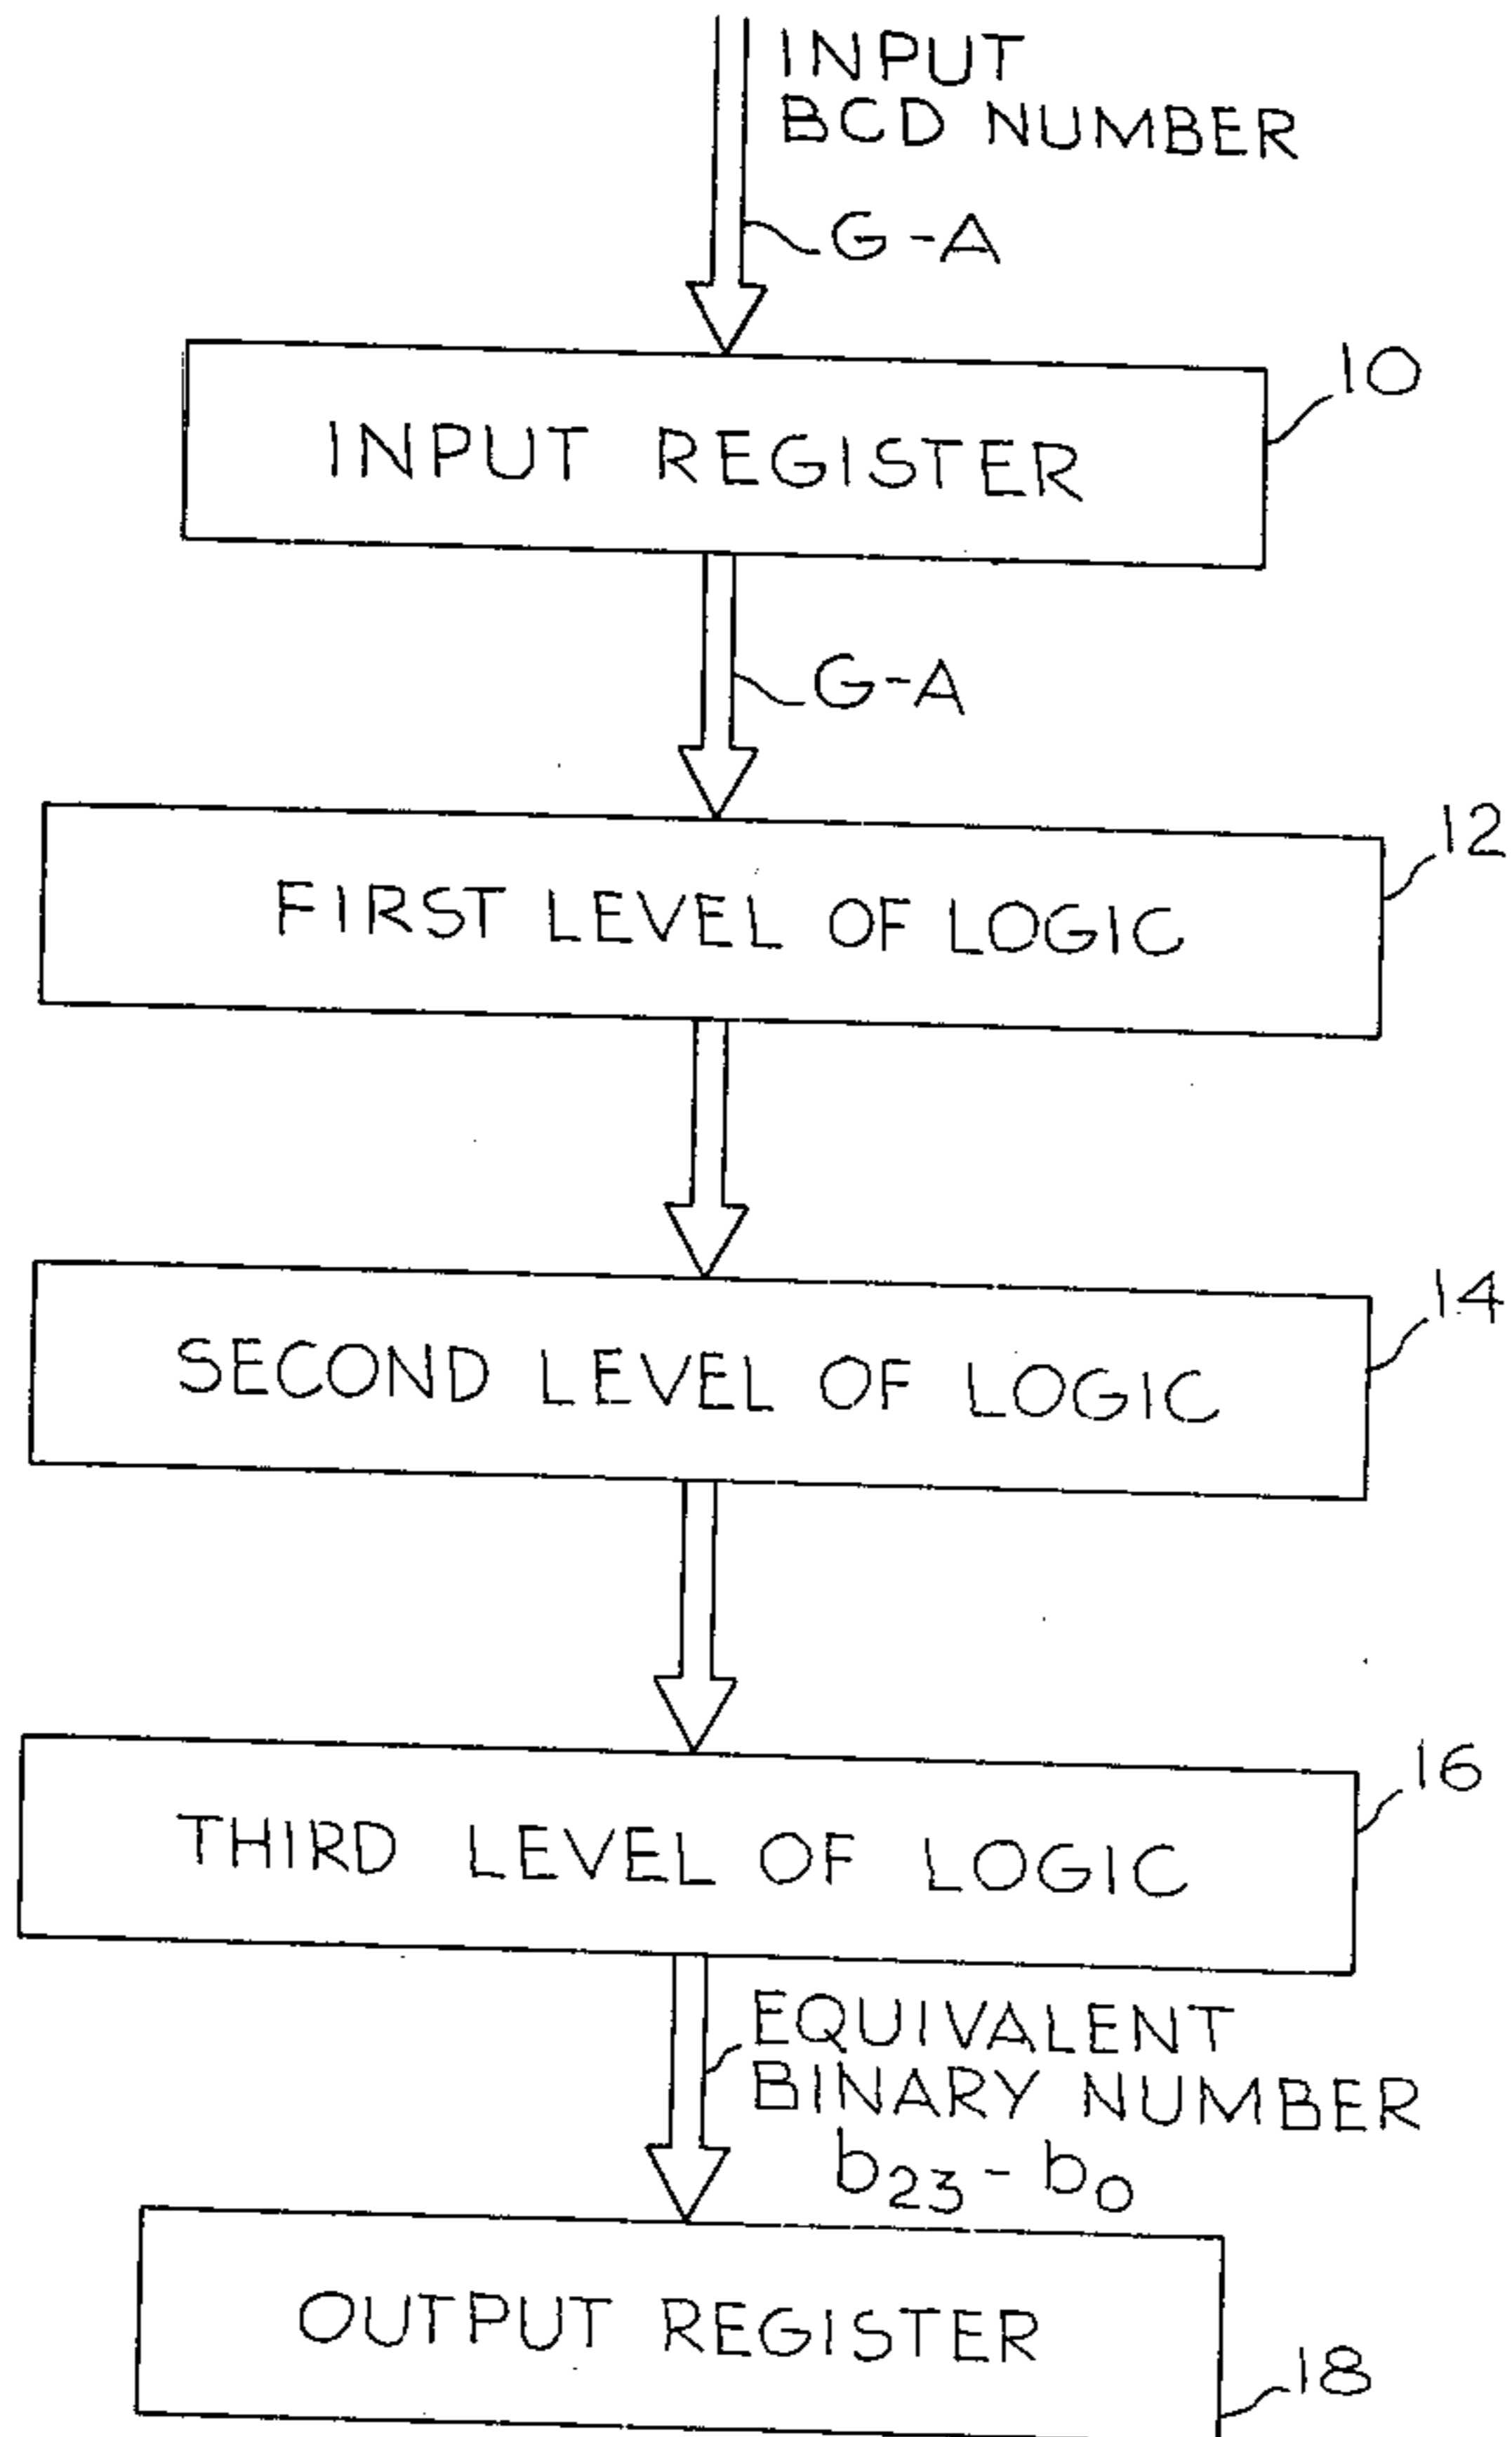 INPUT
BCD NUMBER
G-A
10
INPUT REGISTER
G-A
12
FIRST LEVEL OF LOGIC
14
SECOND LEVEL OF LOGIC
16
THIRD LEVEL OF LOGIC
EQUIVALENT
BINARY NUMBER
b₂₃ - b₀
OUTPUT REGISTER
18